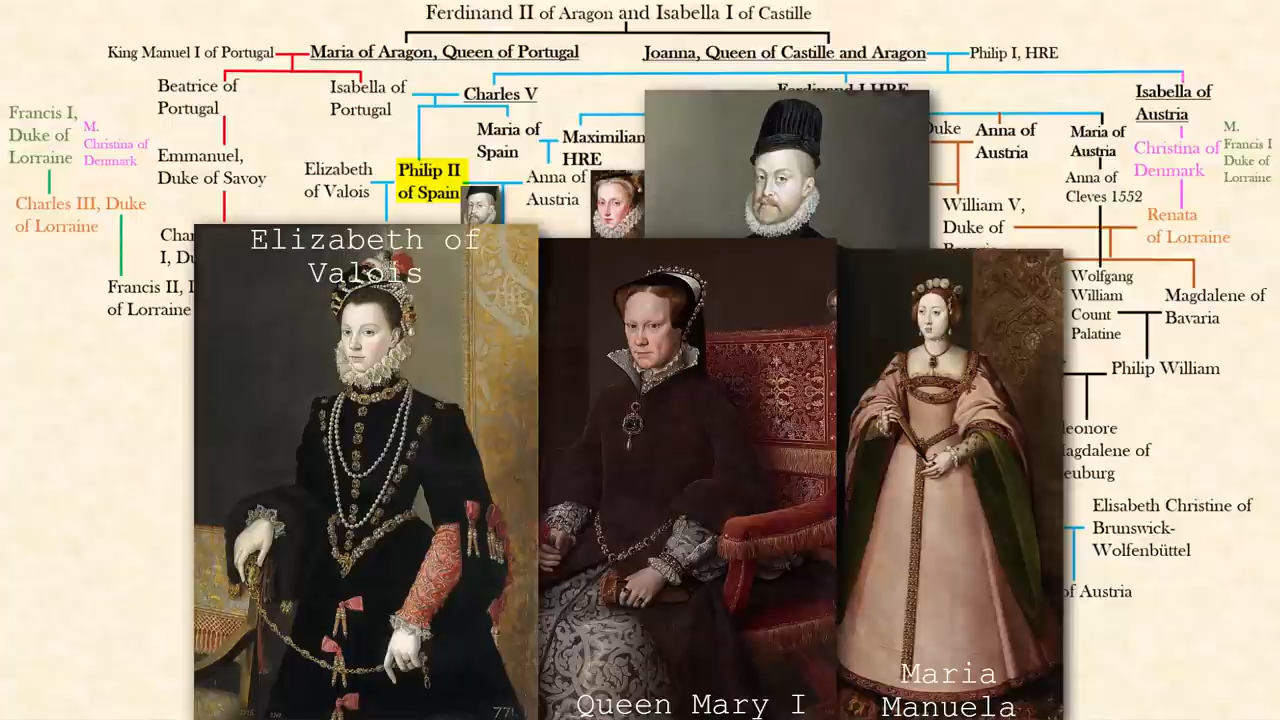 Ferdinand II of Aragon and Isabella I of Castille
King Manuel I of Portugal
Maria of Aragon, Queen of Portugal
Joanna, Queen of Castille and Aragon
Philip I, HRE
Beatrice of
Portugal
Isabella of
Portugal
Charles V
Ferdinand I HRE
Isabella of
Austria
Francis I,
Duke of
Lorraine
M.
Christina of
Denmark
Emmanuel,
Duke of Savoy
Maria of
Spain
Maximilian
HRE
Duke
Anna of
Austria
Maria of
Austria
Christina of
Denmark
M.
Francis I
Duke of
Lorraine
Elizabeth
of Valois
Philip II
of Spain
Anna of
Austria
Anna of
Cleves 1552
Charles III, Duke
of Lorraine
William V,
Duke of
Renata
of Lorraine
I,
Francis II,
of Lorraine
Elizabeth of
Valois
Wolfgang
William
Count
Palatine
Magdalene of
Bavaria
Philip William
of
Elisabeth Christine of
Brunswick-
Wolfenbüttel
of Austria
Queen Mary I
Maria
Manuela
77!